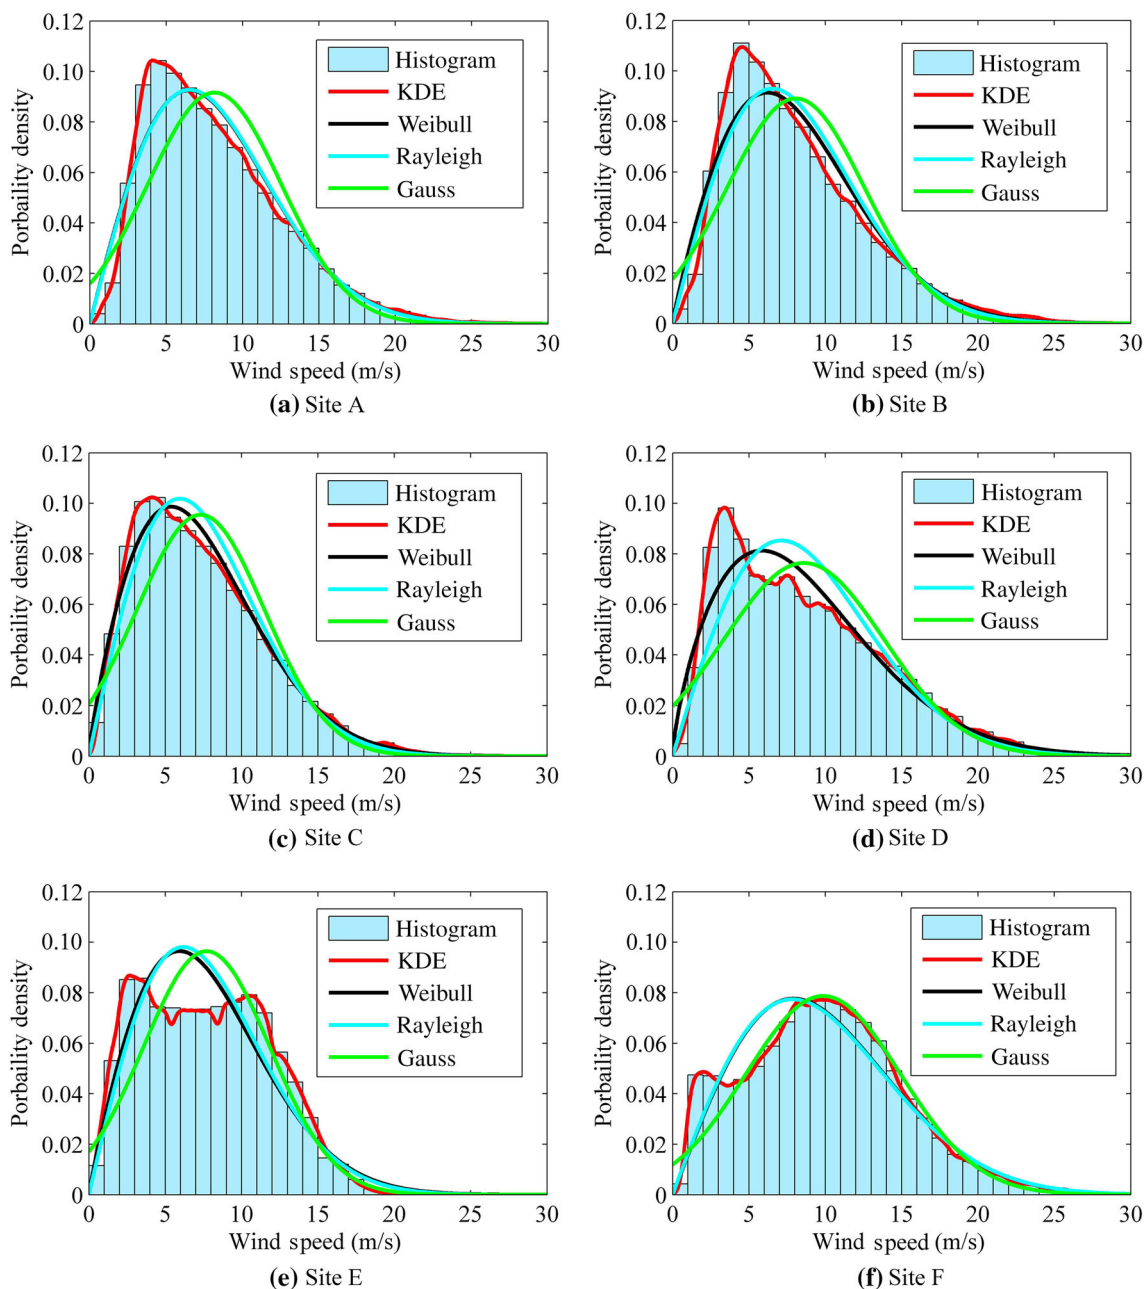 0.12
0.10
0.08
0.06
0.04
0.02
0
Porbaility density
Histogram
KDE
Weibull
Rayleigh
Gauss
0 5 10 15 20 25 30
Wind speed (m/s)
(a) Site A
0.12
0.10
0.08
0.06
0.04
0.02
0
Porbaility density
Histogram
KDE
Weibull
Rayleigh
Gauss
0 5 10 15 20 25 30
Wind speed (m/s)
(b) Site B
0.12
0.10
0.08
0.06
0.04
0.02
0
Porbaility density
Histogram
KDE
Weibull
Rayleigh
Gauss
0 5 10 15 20 25 30
Wind speed (m/s)
(c) Site C
0.12
0.10
0.08
0.06
0.04
0.02
0
Porbaility density
Histogram
KDE
Weibull
Rayleigh
Gauss
0 5 10 15 20 25 30
Wind speed (m/s)
(d) Site D
0.12
0.10
0.08
0.06
0.04
0.02
0
Porbaility density
Histogram
KDE
Weibull
Rayleigh
Gauss
0 5 10 15 20 25 30
Wind speed (m/s)
(e) Site E
0.12
0.10
0.08
0.06
0.04
0.02
0
Porbaility density
Histogram
KDE
Weibull
Rayleigh
Gauss
0 5 10 15 20 25 30
Wind speed (m/s)
(f) Site F